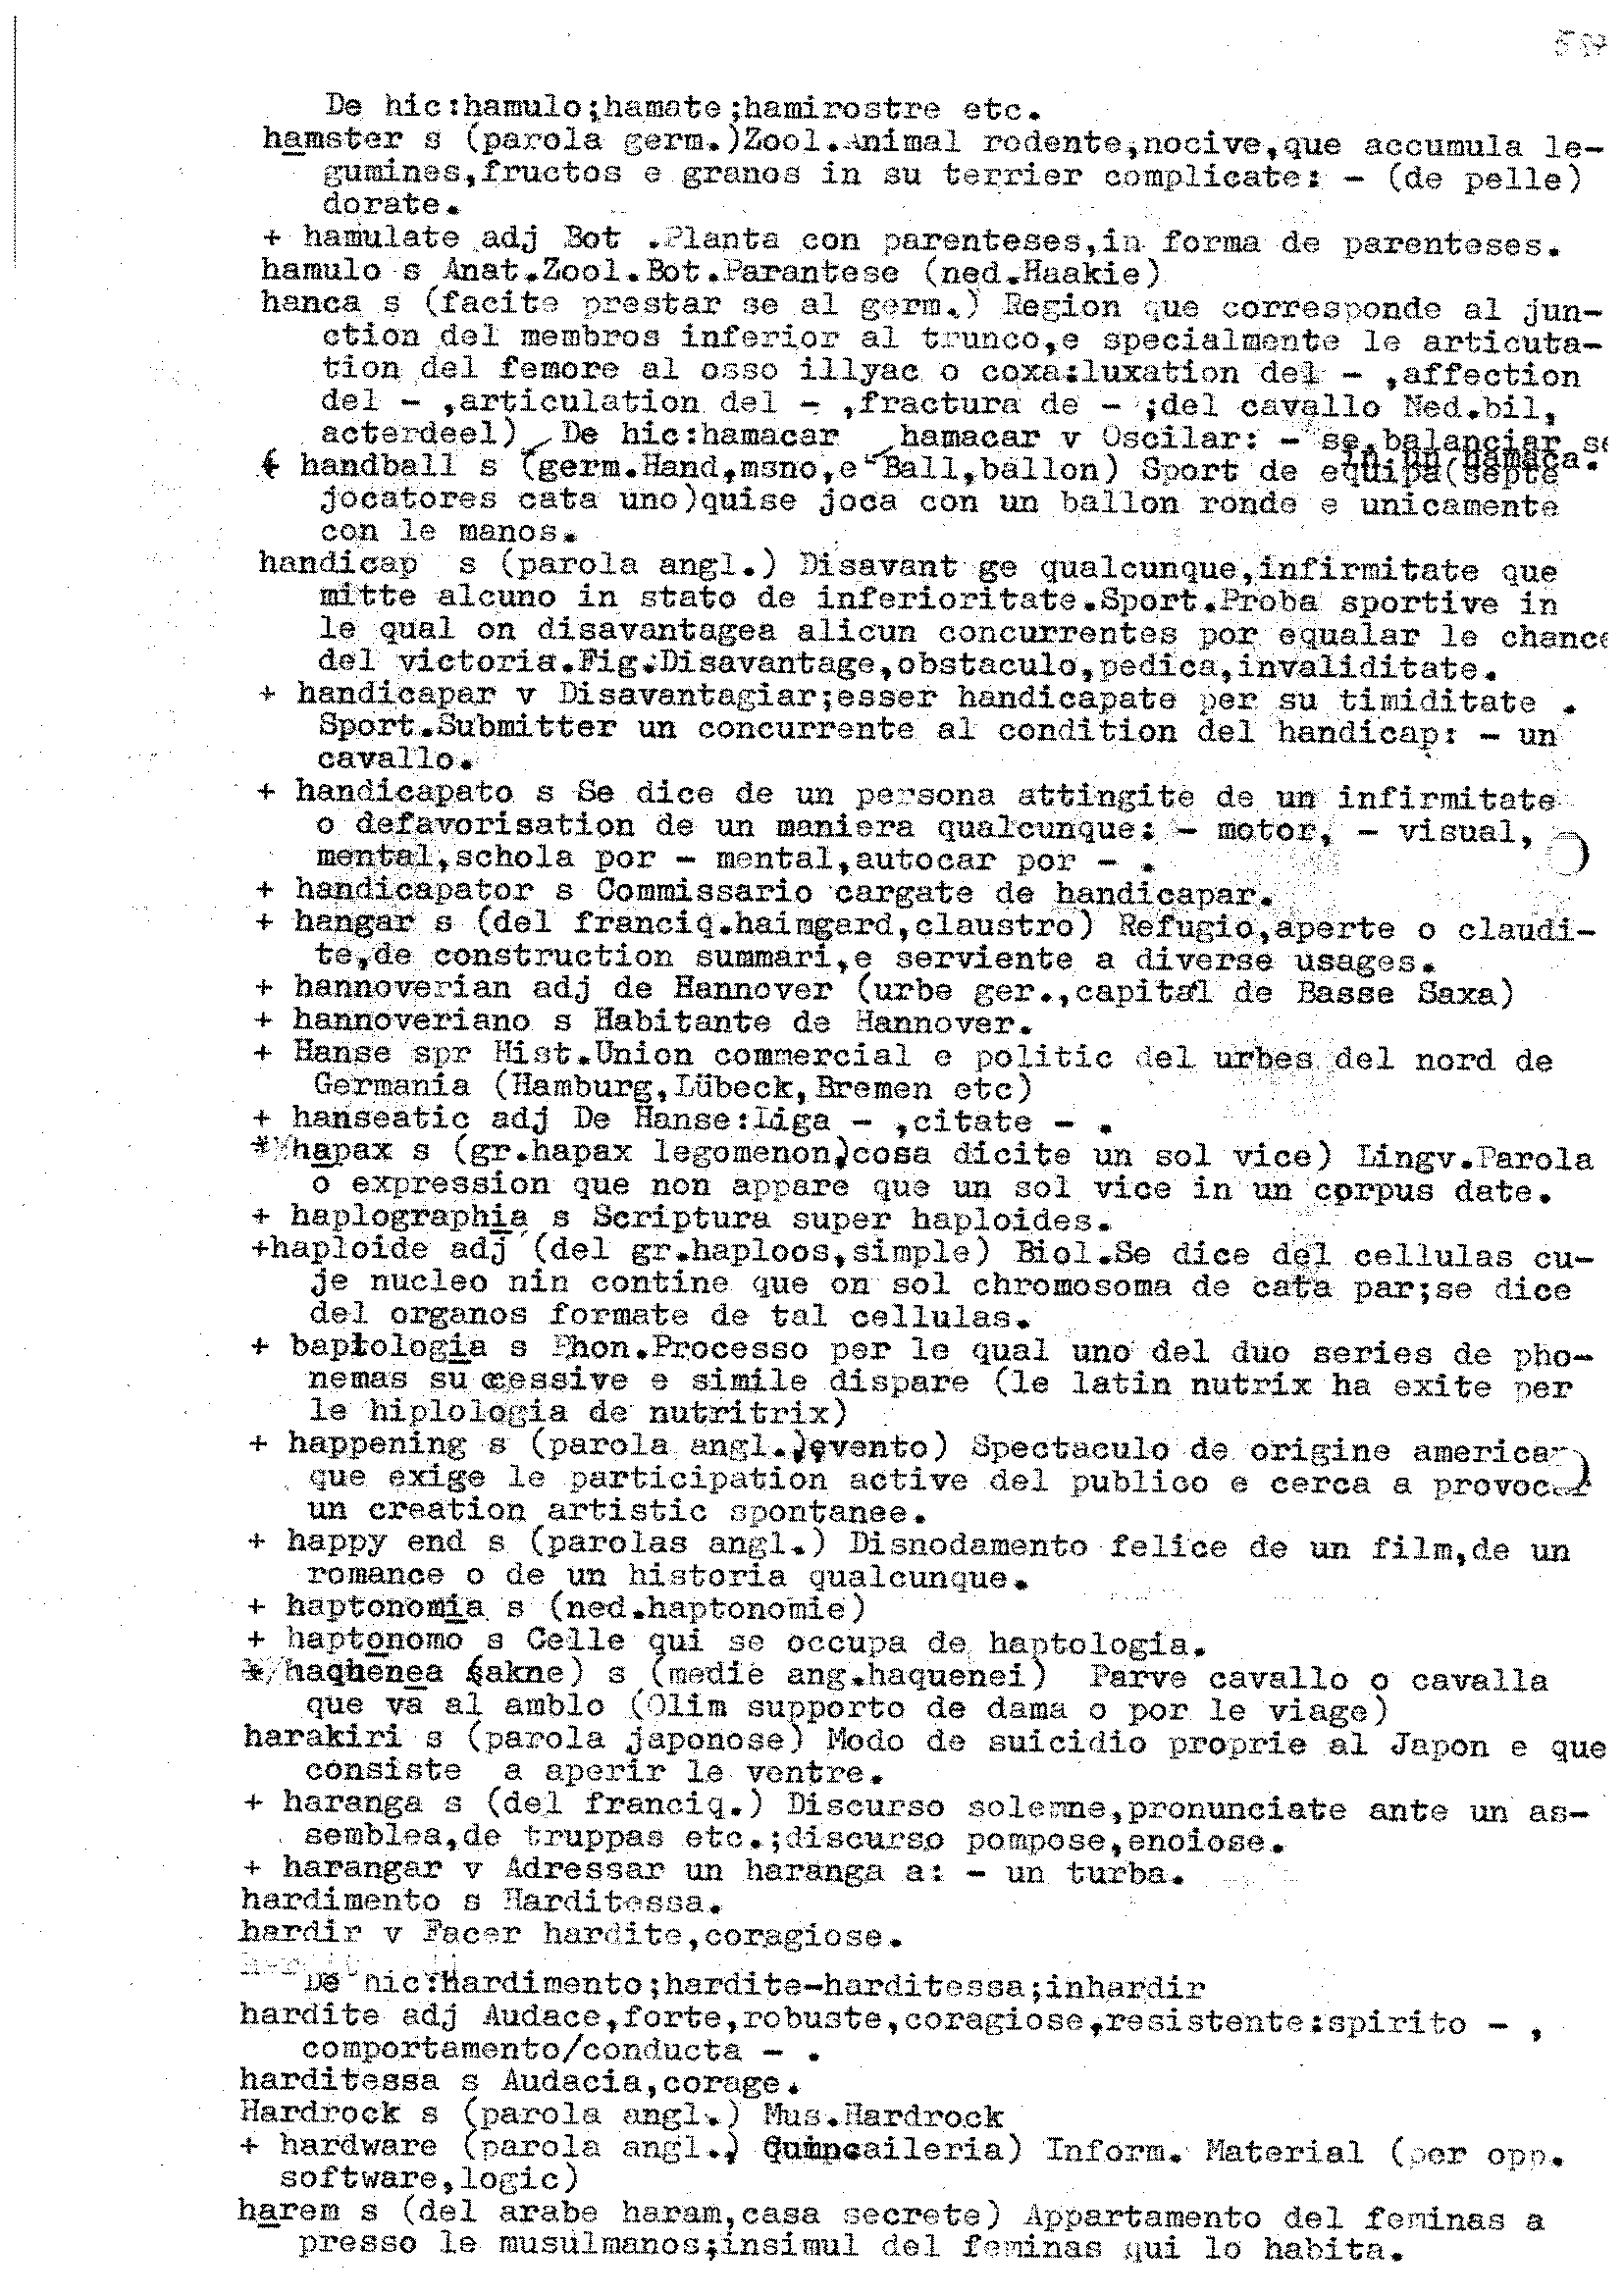 De hic:hamulo;hamate;hamirostre etc.
hamster s (parola germ.)Zool.Animal rodente,nocive,que accumula le-
gumines,fructos e granos in su terrier complicate: - (de pelle)
dorate.
+ hamulate adj Bot .Planta con parenteses,in forma de parenteses.
hamulo s Anat.Zool.Bot.Parantese (ned.Haakie)
hanca s (facite prestar se al germ.) Region que corresponde al jun-
ction del membros inferior al trunco,e specialmente le articuta-
tion del femore al osso illyac o coxa:luxation del - ,affection
del - ,articulation del - ,fractura de - ;del cavallo Ned.bil,
acterdeel) De hic:hamacar hamacar v Oscilar: - se,balanciar se
in un hamaca.
+ handball s (germ.Hand,msno,e Ball,ballon) Sport de equipa(septe
jocatores cata uno)quise joca con un ballon ronde e unicamente
con le manos.
handicap s (parola angl.) Disavant ge qualcunque,infirmitate que
mitte alcuno in stato de inferioritate.Sport.Proba sportive in
le qual on disavantagea alicun concurrentes por equalar le chance
del victoria.Fig.Disavantage,obstaculo,pedica,invaliditate.
+ handicapar v Disavantagiar;esser handicapate per su timiditate .
Sport.Submitter un concurrente al condition del handicap: - un
cavallo.
+ handicapato s Se dice de un persona attingite de un infirmitate
o defavorisation de un maniera qualcunque: - motor, - visual,
mental,schola por - mental,autocar por - .
+ handicapator s Commissario cargate de handicapar.
+ hangar s (del franciq.haimgard,claustro) Refugio,aperte o claudi-
te,de construction summari,e serviente a diverse usages.
+ hannoverian adj de Hannover (urbe ger.,capital de Basse Saxa)
+ hannoveriano s Habitante de Hannover.
+ Hanse spr Hist.Union commercial e politic del urbes del nord de
Germania (Hamburg,Lübeck,Bremen etc)
+ hanseatic adj De Hanse:Liga - ,citate - .
* hapax s (gr.hapax legomenon,cosa dicite un sol vice) Lingv.Parola
o expression que non appare que un sol vice in un corpus date.
+ haplographia s Scriptura super haploides.
+haploide adj (del gr.haploos,simple) Biol.Se dice del cellulas cu-
je nucleo nin contine que on sol chromosoma de cata par;se dice
del organos formate de tal cellulas.
+ baplologia s Phon.Processo per le qual uno del duo series de pho-
nemas successive e simile dispare (le latin nutrix ha exite per
le hiplologia de nutritrix)
+ happening s (parola angl.,evento) Spectaculo de origine american
que exige le participation active del publico e cerca a provocar
un creation artistic spontanee.
+ happy end s (parolas angl.) Disnodamento felice de un film,de un
romance o de un historia qualcunque.
+ haptonomia s (ned.haptonomie)
+ haptonomo s Celle qui se occupa de haptologia.
* haquenea (akne) s (medie ang.haquenei) Parve cavallo o cavalla
que va al amblo (Olim supporto de dama o por le viage)
harakiri s (parola japonose) Modo de suicidio proprie al Japon e que
consiste a aperir le ventre.
+ haranga s (del franciq.) Discurso solemne,pronunciate ante un as-
semblea,de truppas etc.;discurso pompose,enoiose.
+ harangar v Adressar un haranga a: - un turba.
hardimento s Harditessa.
hardir v Facer hardite,coragiose.
De hic:Hardimento;hardite-harditessa;inhardir
hardite adj Audace,forte,robuste,coragiose,resistente:spirito - ,
comportamento/conducta - .
harditessa s Audacia,corage.
Hardrock s (parola angl.) Mus.Hardrock
+ hardware (parola angl., Quincaileria) Inform. Material (per opp.
software,logic)
harem s (del arabe haram,casa secrete) Appartamento del feminas a
presso le musulmanos;insimul del feminas qui lo habita.